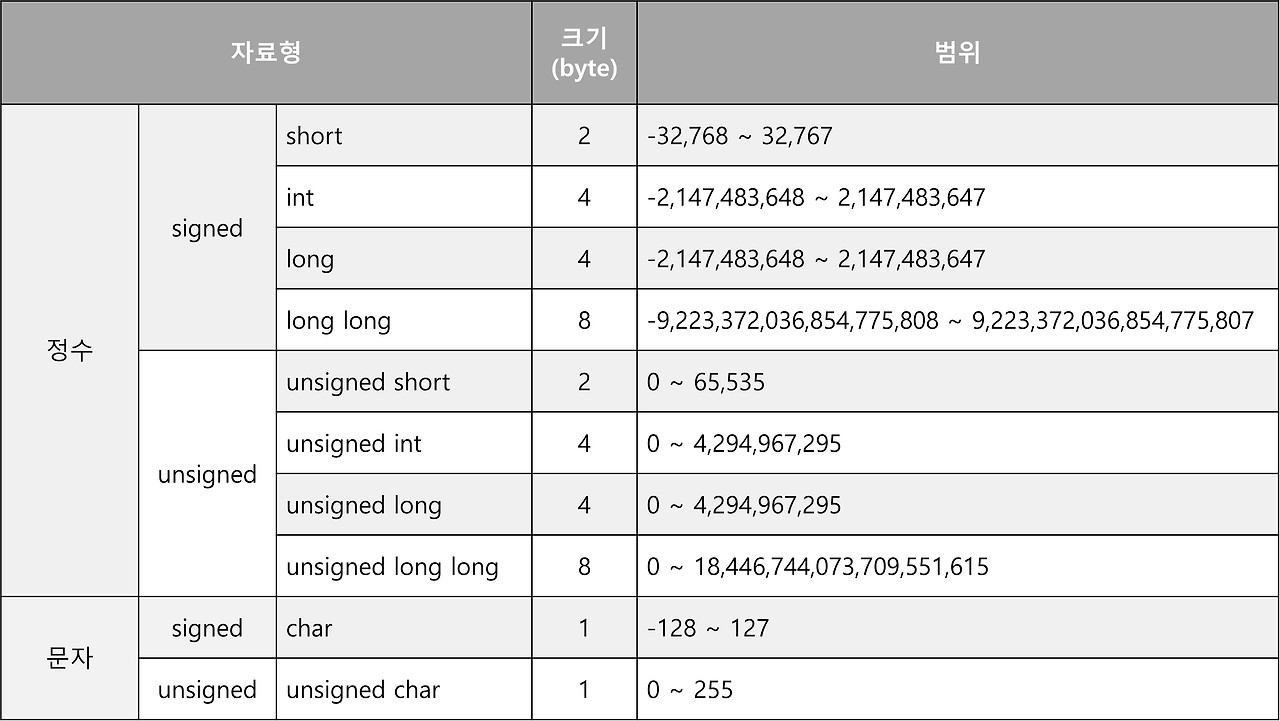 자료형
크기
(byte)
범위
정수
signed
short
2
-32,768 ~ 32,767
int
4
-2,147,483,648 ~ 2,147,483,647
long
4
-2,147,483,648 ~ 2,147,483,647
long long
8
-9,223,372,036,854,775,808 ~ 9,223,372,036,854,775,807
unsigned
unsigned short
2
0 ~ 65,535
unsigned int
4
0 ~ 4,294,967,295
unsigned long
4
0 ~ 4,294,967,295
unsigned long long
8
0 ~ 18,446,744,073,709,551,615
문자
signed
char
1
-128 ~ 127
unsigned
unsigned char
1
0 ~ 255